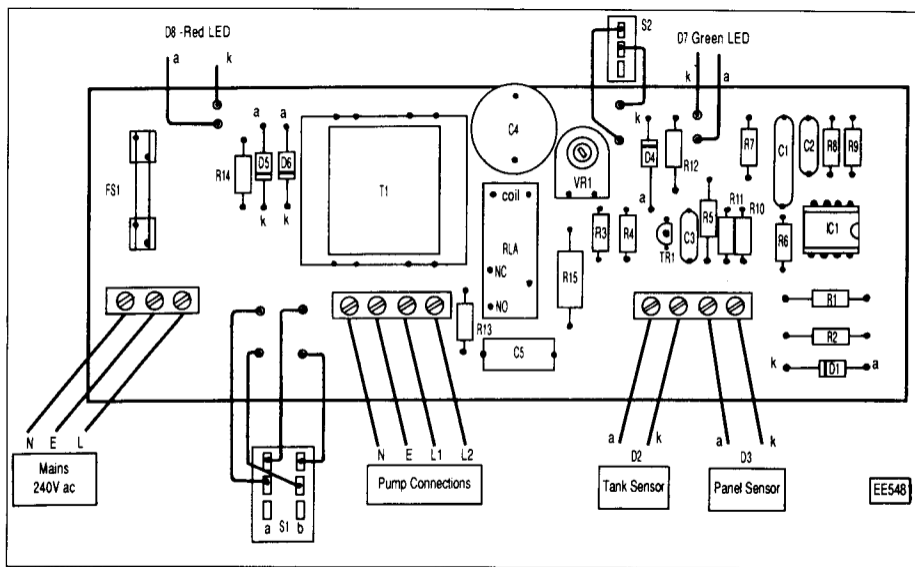 D8 -Red LED
a
k
S2
D7 Green LED
k
a
FS1
R14
a
a
D5
D6
k
k
T1
C4
VR1
coil
RLA
NC
NO
k
D4
a
R12
R7
C1
C2
R8
R9
R3
R4
TR1
C3
R5
R11
R10
R6
IC1
R15
R13
C5
R1
R2
k
D1
a
N
E
L
Mains
240V ac
a
S1
b
N
E
L1
L2
Pump Connections
a
D2
k
Tank Sensor
a
D3
k
Panel Sensor
EE548